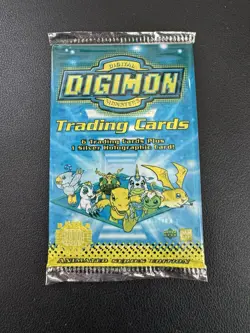 DIGITAL
DIGIMON
MONSTERS
Trading Cards
6 Trading Cards Plus
1 Silver Holographic Card!
ANIMATED SERIES EDITION